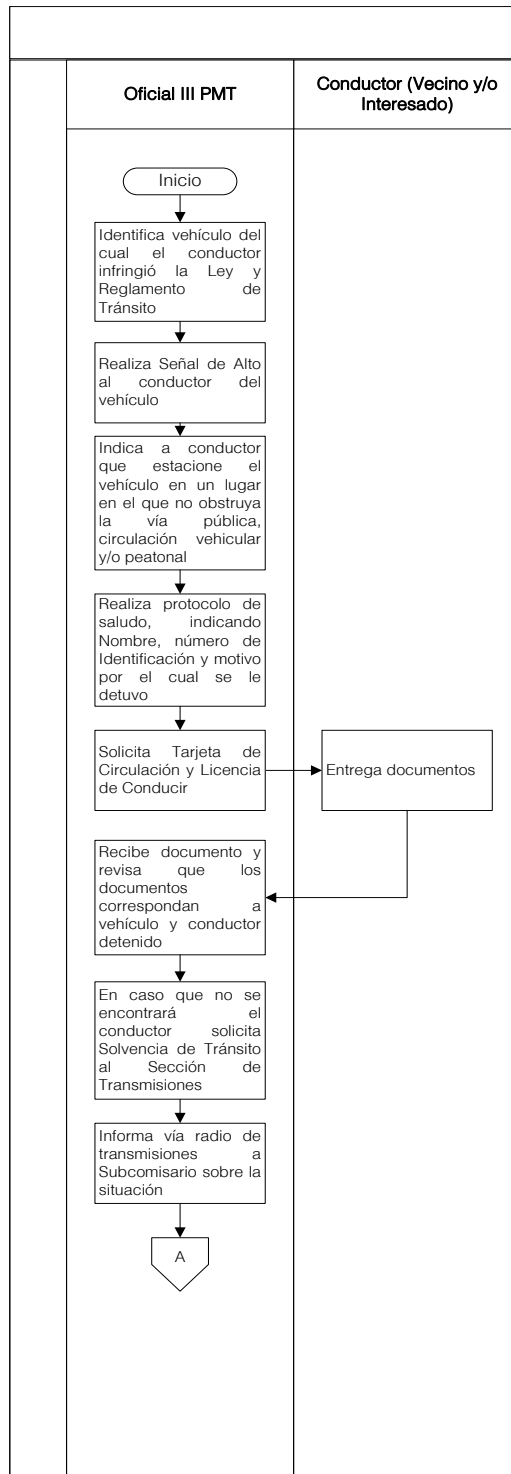 Oficial III PMT
Conductor (Vecino y/o
Interesado)
Inicio
Identifica vehículo del
cual el conductor
infringió la Ley y
Reglamento de
Tránsito
Realiza Señal de Alto
al conductor del
vehículo
Indica a conductor
que estacione el
vehículo en un lugar
en el que no obstruya
la vía pública,
circulación vehicular
y/o peatonal
Realiza protocolo de
saludo, indicando
Nombre, número de
Identificación y motivo
por el cual se le
detuvo
Solicita Tarjeta de
Circulación y Licencia
de Conducir
Entrega documentos
Recibe documento y
revisa que los
documentos
correspondan a
vehículo y conductor
detenido
En caso que no se
encontrará el
conductor solicita
Solvencia de Tránsito
al Sección de
Transmisiones
Informa vía radio de
transmisiones a
Subcomisario sobre la
situación
A